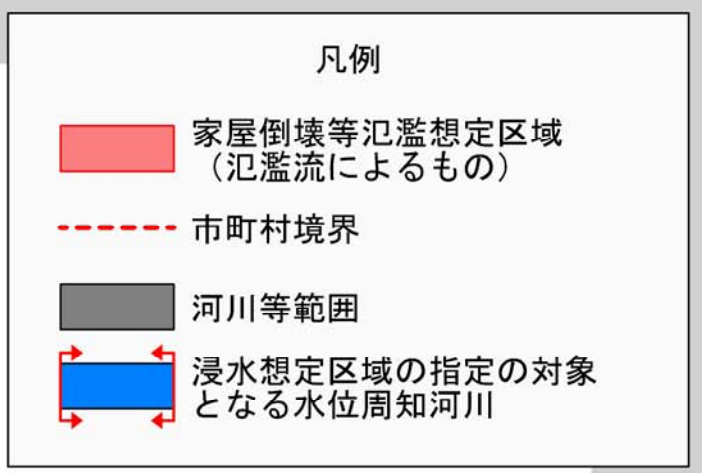 凡例
家屋倒壊等氾濫想定区域
（氾濫流によるもの）
市町村境界
河川等範囲
浸水想定区域の指定の対象
となる水位周知河川